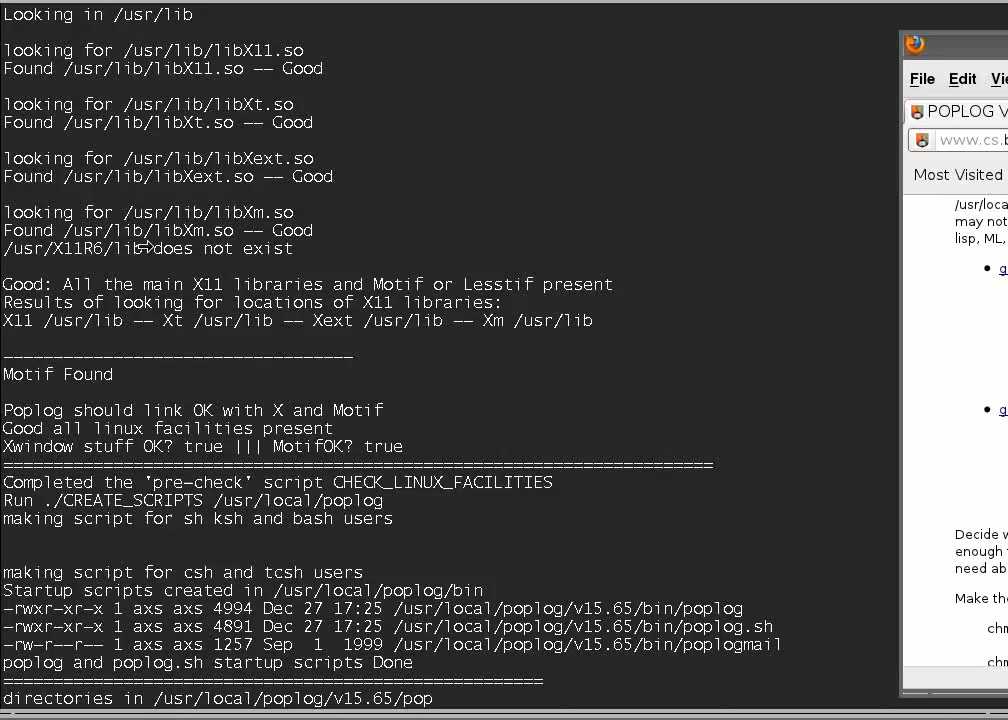 Looking in /usr/lib
looking for /usr/lib/libX11.so
Found /usr/lib/libX11.so -- Good
looking for /usr/lib/libXt.so
Found /usr/lib/libXt.so -- Good
looking for /usr/lib/libXext.so
Found /usr/lib/libXext.so -- Good
looking for /usr/lib/libXm.so
Found /usr/lib/libXm.so -- Good
/usr/X11R6/lib does not exist
Good: All the main X11 libraries and Motif or Lesstif present
Results of looking for locations of X11 libraries:
X11 /usr/lib -- Xt /usr/lib -- Xext /usr/lib -- Xm /usr/lib
-----------------------------------
Motif Found
Poplog should link OK with X and Motif
Good all linux facilities present
Xwindow stuff OK? true ||| MotifOK? true
=======================================================================
Completed the 'pre-check' script CHECK_LINUX_FACILITIES
Run ./CREATE_SCRIPTS /usr/local/poplog
making script for sh ksh and bash users
making script for csh and tcsh users
Startup scripts created in /usr/local/poplog/bin
-rwxr-xr-x 1 axs axs 4994 Dec 27 17:25 /usr/local/poplog/v15.65/bin/poplog
-rwxr-xr-x 1 axs axs 4891 Dec 27 17:25 /usr/local/poplog/v15.65/bin/poplog.sh
-rw-r--r-- 1 axs axs 1257 Sep  1  1999 /usr/local/poplog/v15.65/bin/poplogmail
poplog and poplog.sh startup scripts Done
======================================================
directories in /usr/local/poplog/v15.65/pop
File Edit Vie
POPLOG V
www.cs.b
Most Visited
/usr/loca
may not
lisp, ML,
g
g
Decide w
enough
need ab
Make the
chm
chm